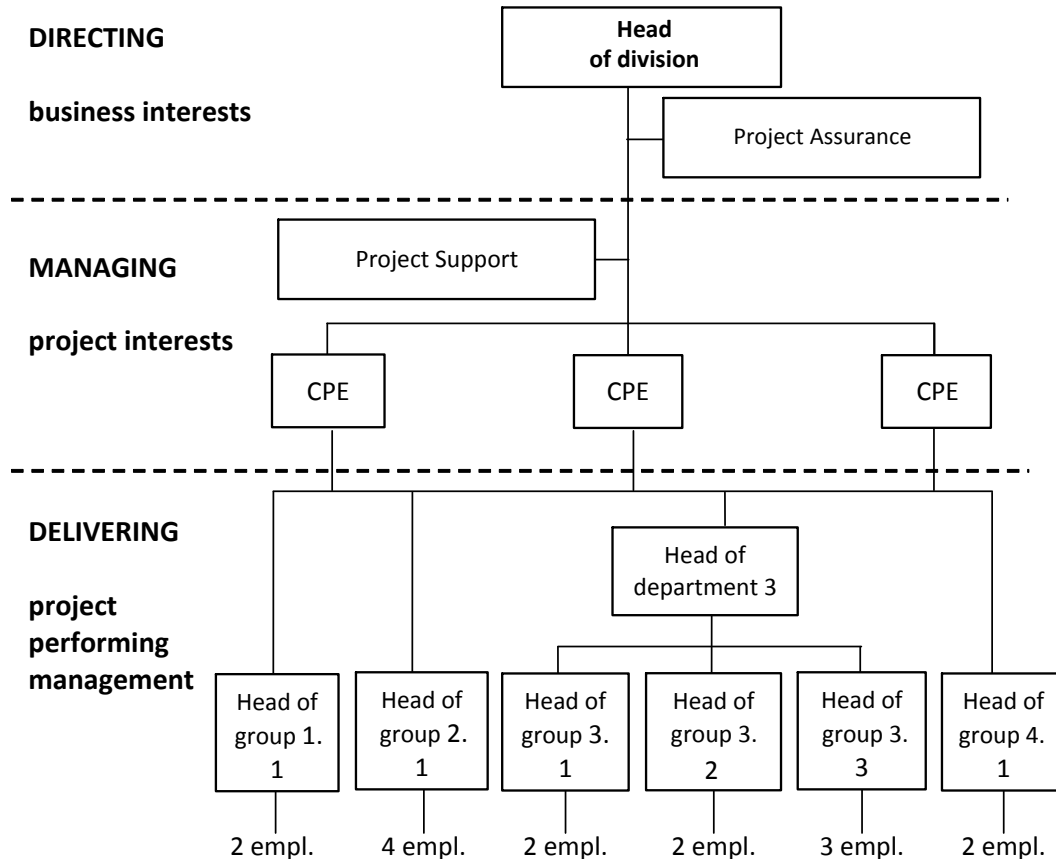 DIRECTING
business interests
Head
of division
Project Assurance
MANAGING
project interests
Project Support
CPE
CPE
CPE
DELIVERING
project
performing
management
Head of
department 3
Head of
group 1.
1
Head of
group 2.
1
Head of
group 3.
1
Head of
group 3.
2
Head of
group 3.
3
Head of
group 4.
1
2 empl.
4 empl.
2 empl.
2 empl.
3 empl.
2 empl.